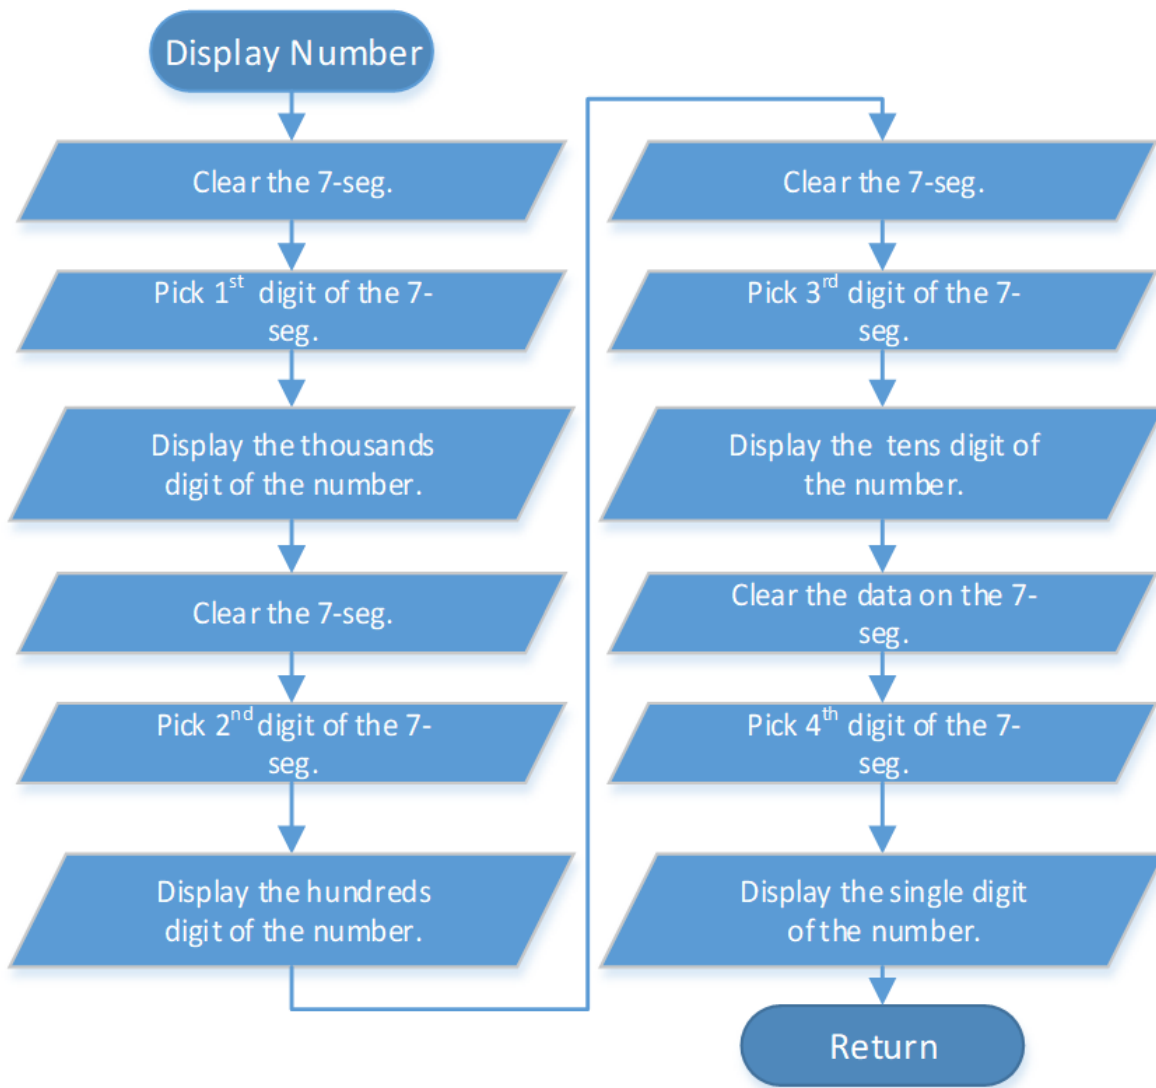 Display Number
Clear the 7-seg.
Pick 1st digit of the 7-
seg.
Display the thousands
digit of the number.
Clear the 7-seg.
Pick 2nd digit of the 7-
seg.
Display the hundreds
digit of the number.
Clear the 7-seg.
Pick 3rd digit of the 7-
seg.
Display the tens digit of
the number.
Clear the data on the 7-
seg.
Pick 4th digit of the 7-
seg.
Display the single digit
of the number.
Return